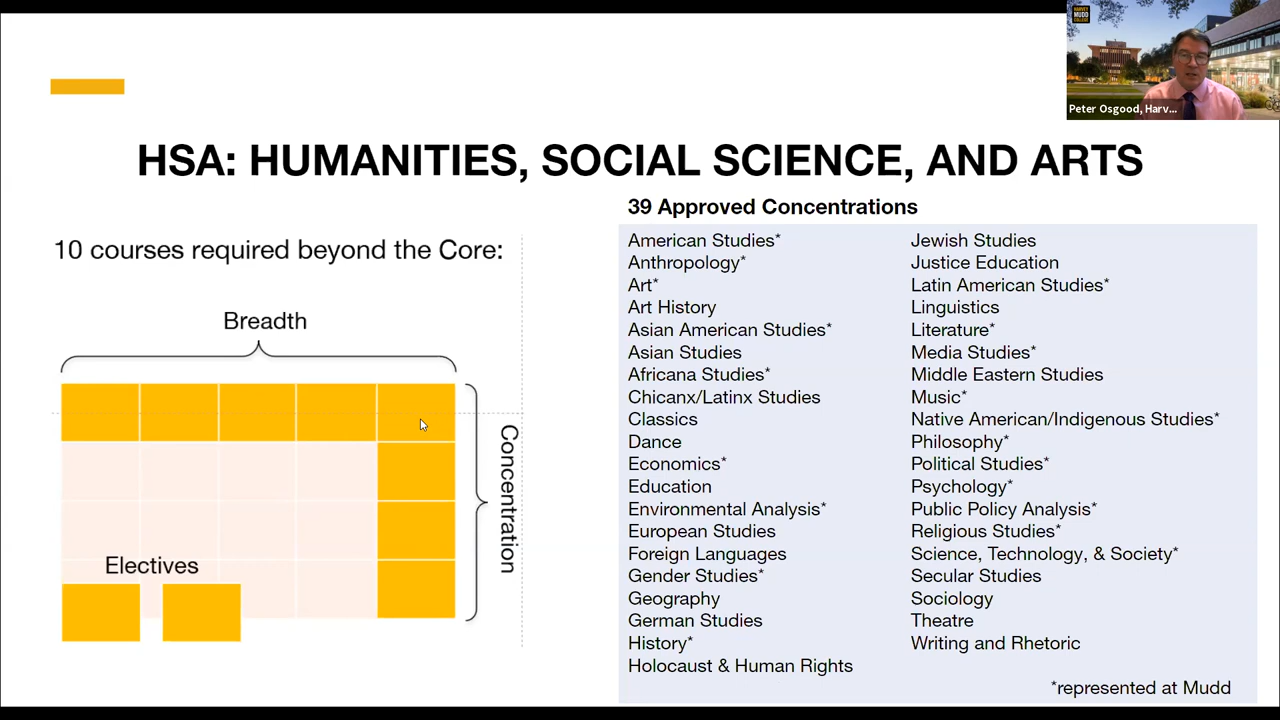 HARVEY
MUDD
COLLEGE
Peter Osgood, Harv...
HSA: HUMANITIES, SOCIAL SCIENCE, AND ARTS
10 courses required beyond the Core:
Breadth
Concentration
Electives
39 Approved Concentrations
American Studies*
Anthropology*
Art*
Art History
Asian American Studies*
Asian Studies
Africana Studies*
Chicanx/Latinx Studies
Classics
Dance
Economics*
Education
Environmental Analysis*
European Studies
Foreign Languages
Gender Studies*
Geography
German Studies
History*
Holocaust & Human Rights
Jewish Studies
Justice Education
Latin American Studies*
Linguistics
Literature*
Media Studies*
Middle Eastern Studies
Music*
Native American/Indigenous Studies*
Philosophy*
Political Studies*
Psychology*
Public Policy Analysis*
Religious Studies*
Science, Technology, & Society*
Secular Studies
Sociology
Theatre
Writing and Rhetoric
*represented at Mudd